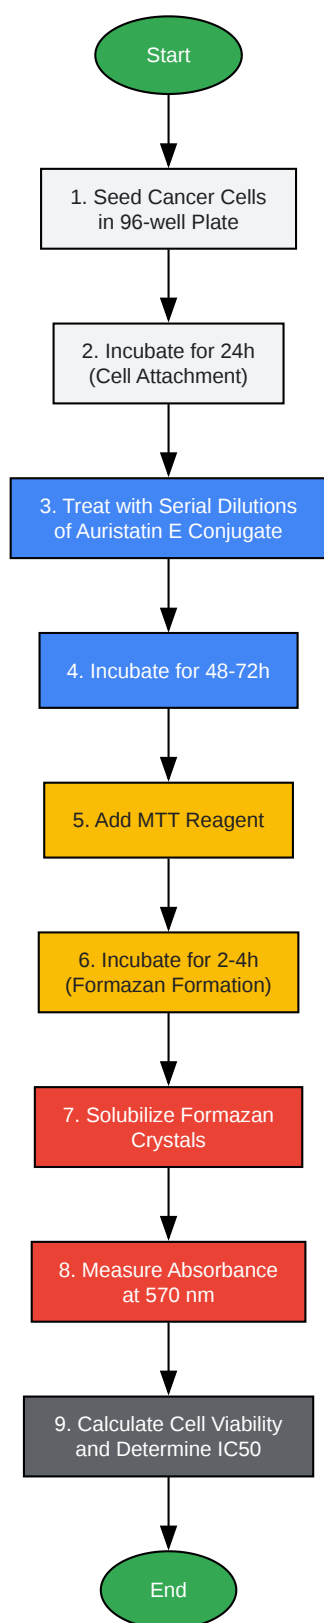 Start
1. Seed Cancer Cells
in 96-well Plate
2. Incubate for 24h
(Cell Attachment)
3. Treat with Serial Dilutions
of Auristatin E Conjugate
4. Incubate for 48-72h
5. Add MTT Reagent
6. Incubate for 2-4h
(Formazan Formation)
7. Solubilize Formazan
Crystals
8. Measure Absorbance
at 570 nm
9. Calculate Cell Viability
and Determine IC50
End